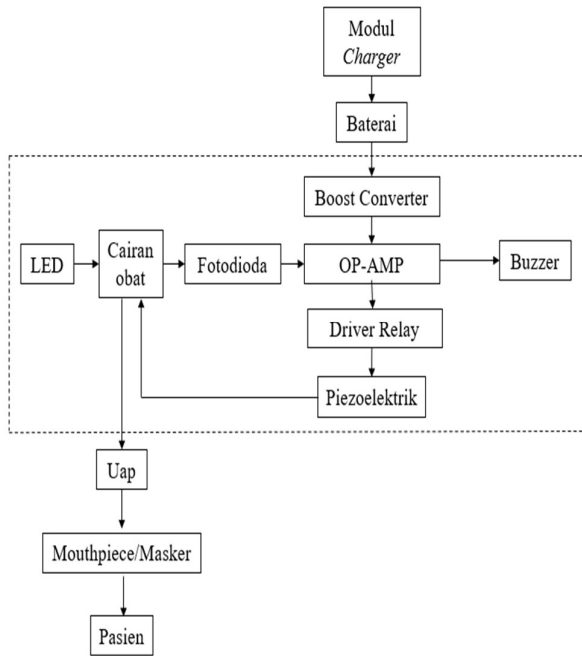 Modul
Charger
Baterai
Boost Converter
LED
Cairan
obat
Fotodioda
OP-AMP
Buzzer
Driver Relay
Piezoelektrik
Uap
Mouthpiece/Masker
Pasien